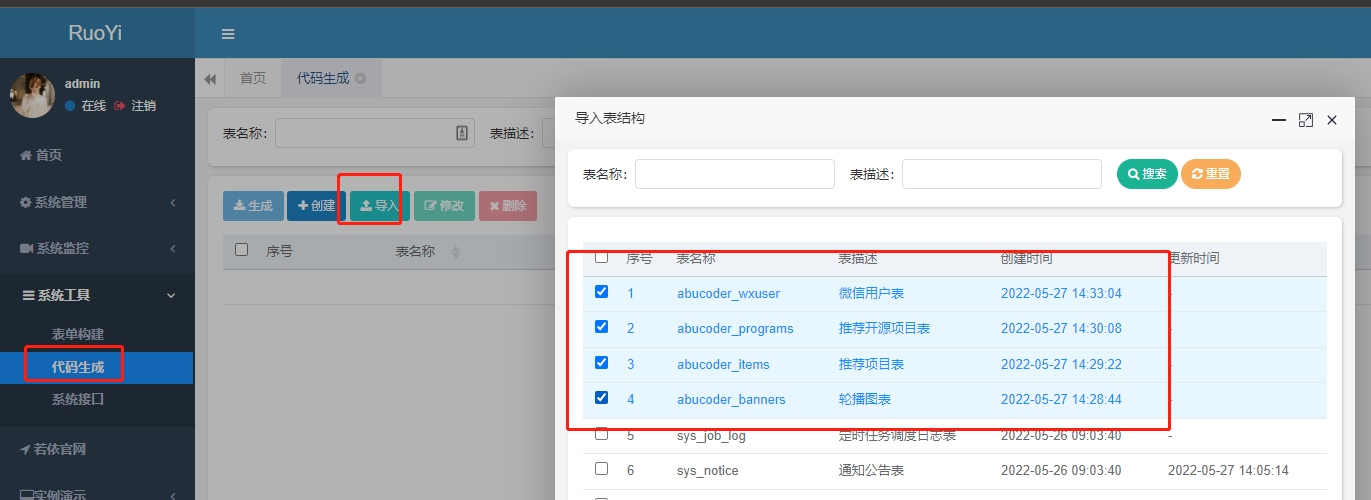 RuoYi
admin
在线 注销
首页
系统管理
系统监控
系统工具
表单构建
代码生成
系统接口
若依官网
实例演示
首页 代码生成
表名称： 表描述：
生成 创建 导入 修改 删除
序号 表名称
导入表结构
表名称： 表描述： 搜索 重置
序号 表名称 表描述 创建时间 更新时间
1 abucoder_wxuser 微信用户表 2022-05-27 14:33:04 -
2 abucoder_programs 推荐开源项目表 2022-05-27 14:30:08 -
3 abucoder_items 推荐项目表 2022-05-27 14:29:22 -
4 abucoder_banners 轮播图表 2022-05-27 14:28:44 -
5 sys_job_log 定时任务调度日志表 2022-05-26 09:03:40 -
6 sys_notice 通知公告表 2022-05-26 09:03:40 2022-05-27 14:05:14